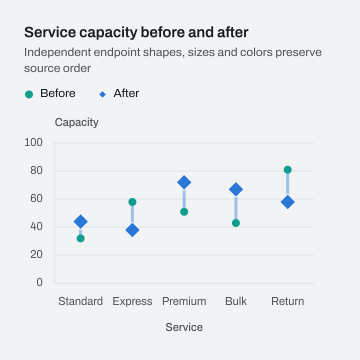 Service capacity before and after
Independent endpoint shapes, sizes and colors preserve
source order
Before After
Capacity
100
80
60
40
20
0
Standard Express Premium Bulk Return
Service